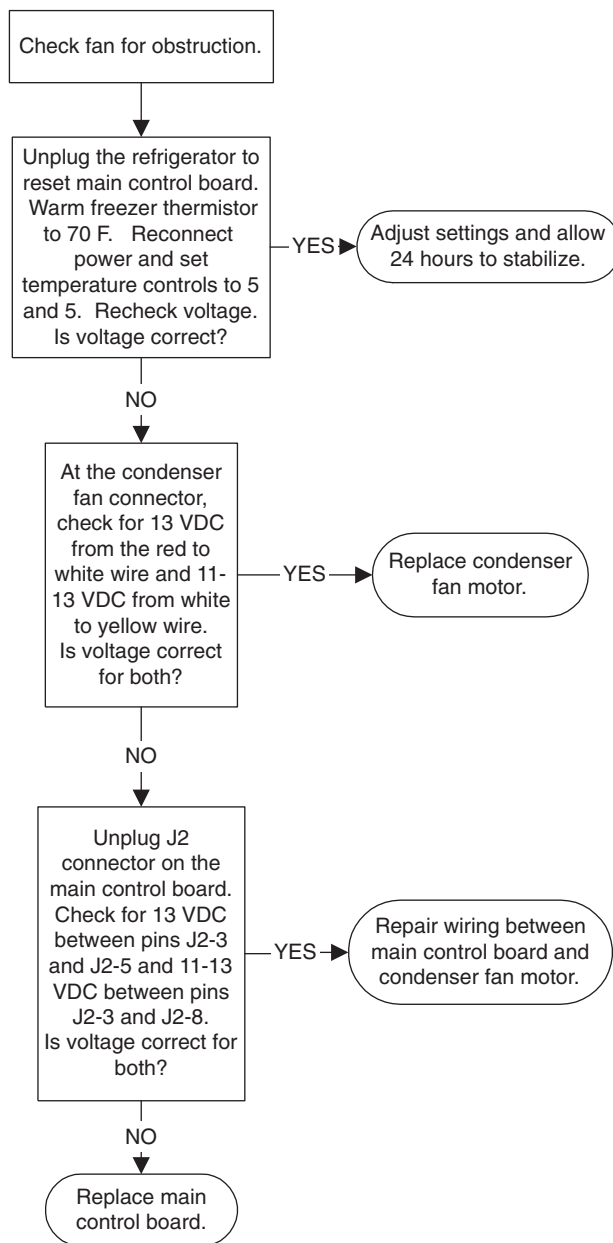 Check fan for obstruction.
Unplug the refrigerator to
reset main control board.
Warm freezer thermistor
to 70 F. Reconnect
power and set
temperature controls to 5
and 5. Recheck voltage.
Is voltage correct?
YES
Adjust settings and allow
24 hours to stabilize.
NO
At the condenser
fan connector,
check for 13 VDC
from the red to
white wire and 11-
13 VDC from white
to yellow wire.
Is voltage correct
for both?
YES
Replace condenser
fan motor.
NO
Unplug J2
connector on the
main control board.
Check for 13 VDC
between pins J2-3
and J2-5 and 11-13
VDC between pins
J2-3 and J2-8.
Is voltage correct for
both?
YES
Repair wiring between
main control board and
condenser fan motor.
NO
Replace main
control board.